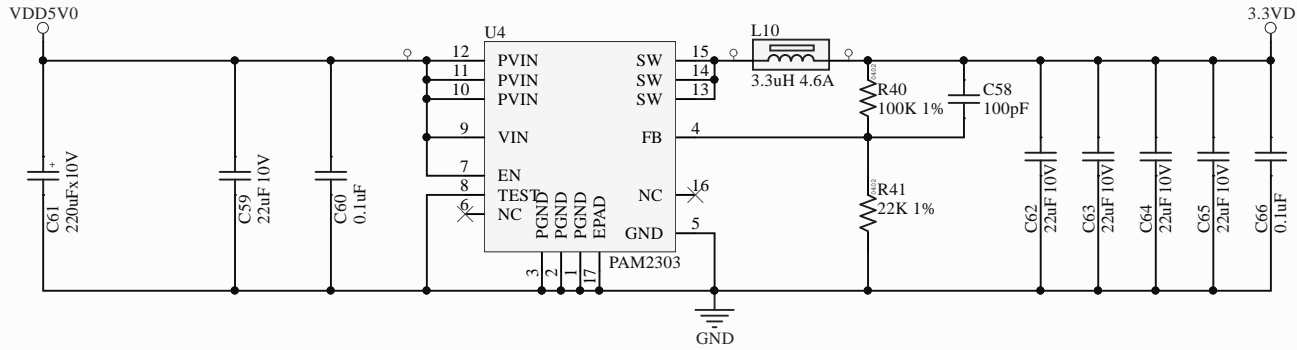 VDD5V0
3.3VD
U4
L10
12
PVIN
SW
15
11
PVIN
SW
14
10
PVIN
SW
13
3.3uH 4.6A
0402
R40
100K 1%
C58
100pF
9
VIN
FB
4
7
EN
8
TEST
6
NC
NC
16
GND
5
PGND
PGND
PGND
EPAD
3
2
1
17
PAM2303
0402
R41
22K 1%
+
C61
220uFx10V
C59
22uF 10V
C60
0.1uF
C62
22uF 10V
C63
22uF 10V
C64
22uF 10V
C65
22uF 10V
C66
0.1uF
GND